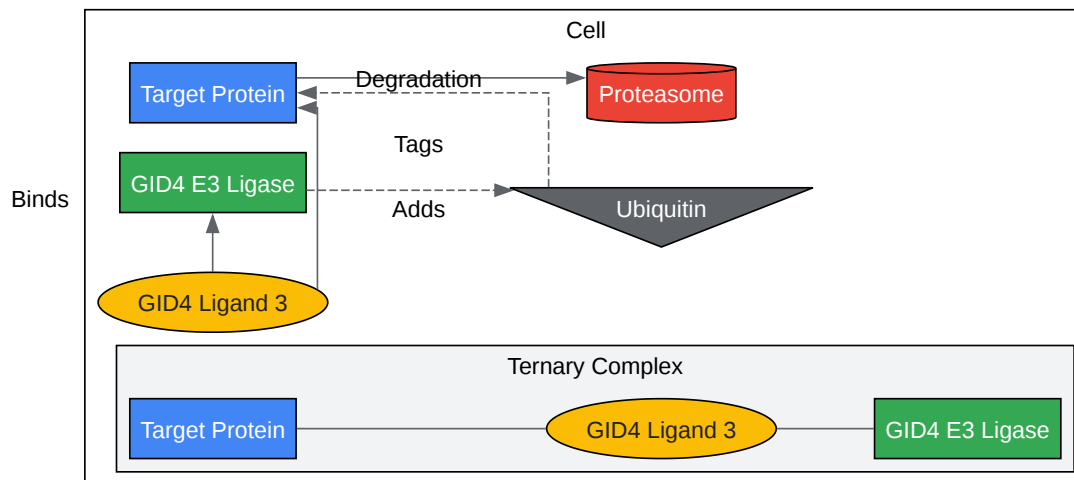 Cell
Target Protein
Degradation
Proteasome
Tags
GID4 E3 Ligase
Binds
Adds
Ubiquitin
GID4 Ligand 3
Ternary Complex
Target Protein
GID4 Ligand 3
GID4 E3 Ligase